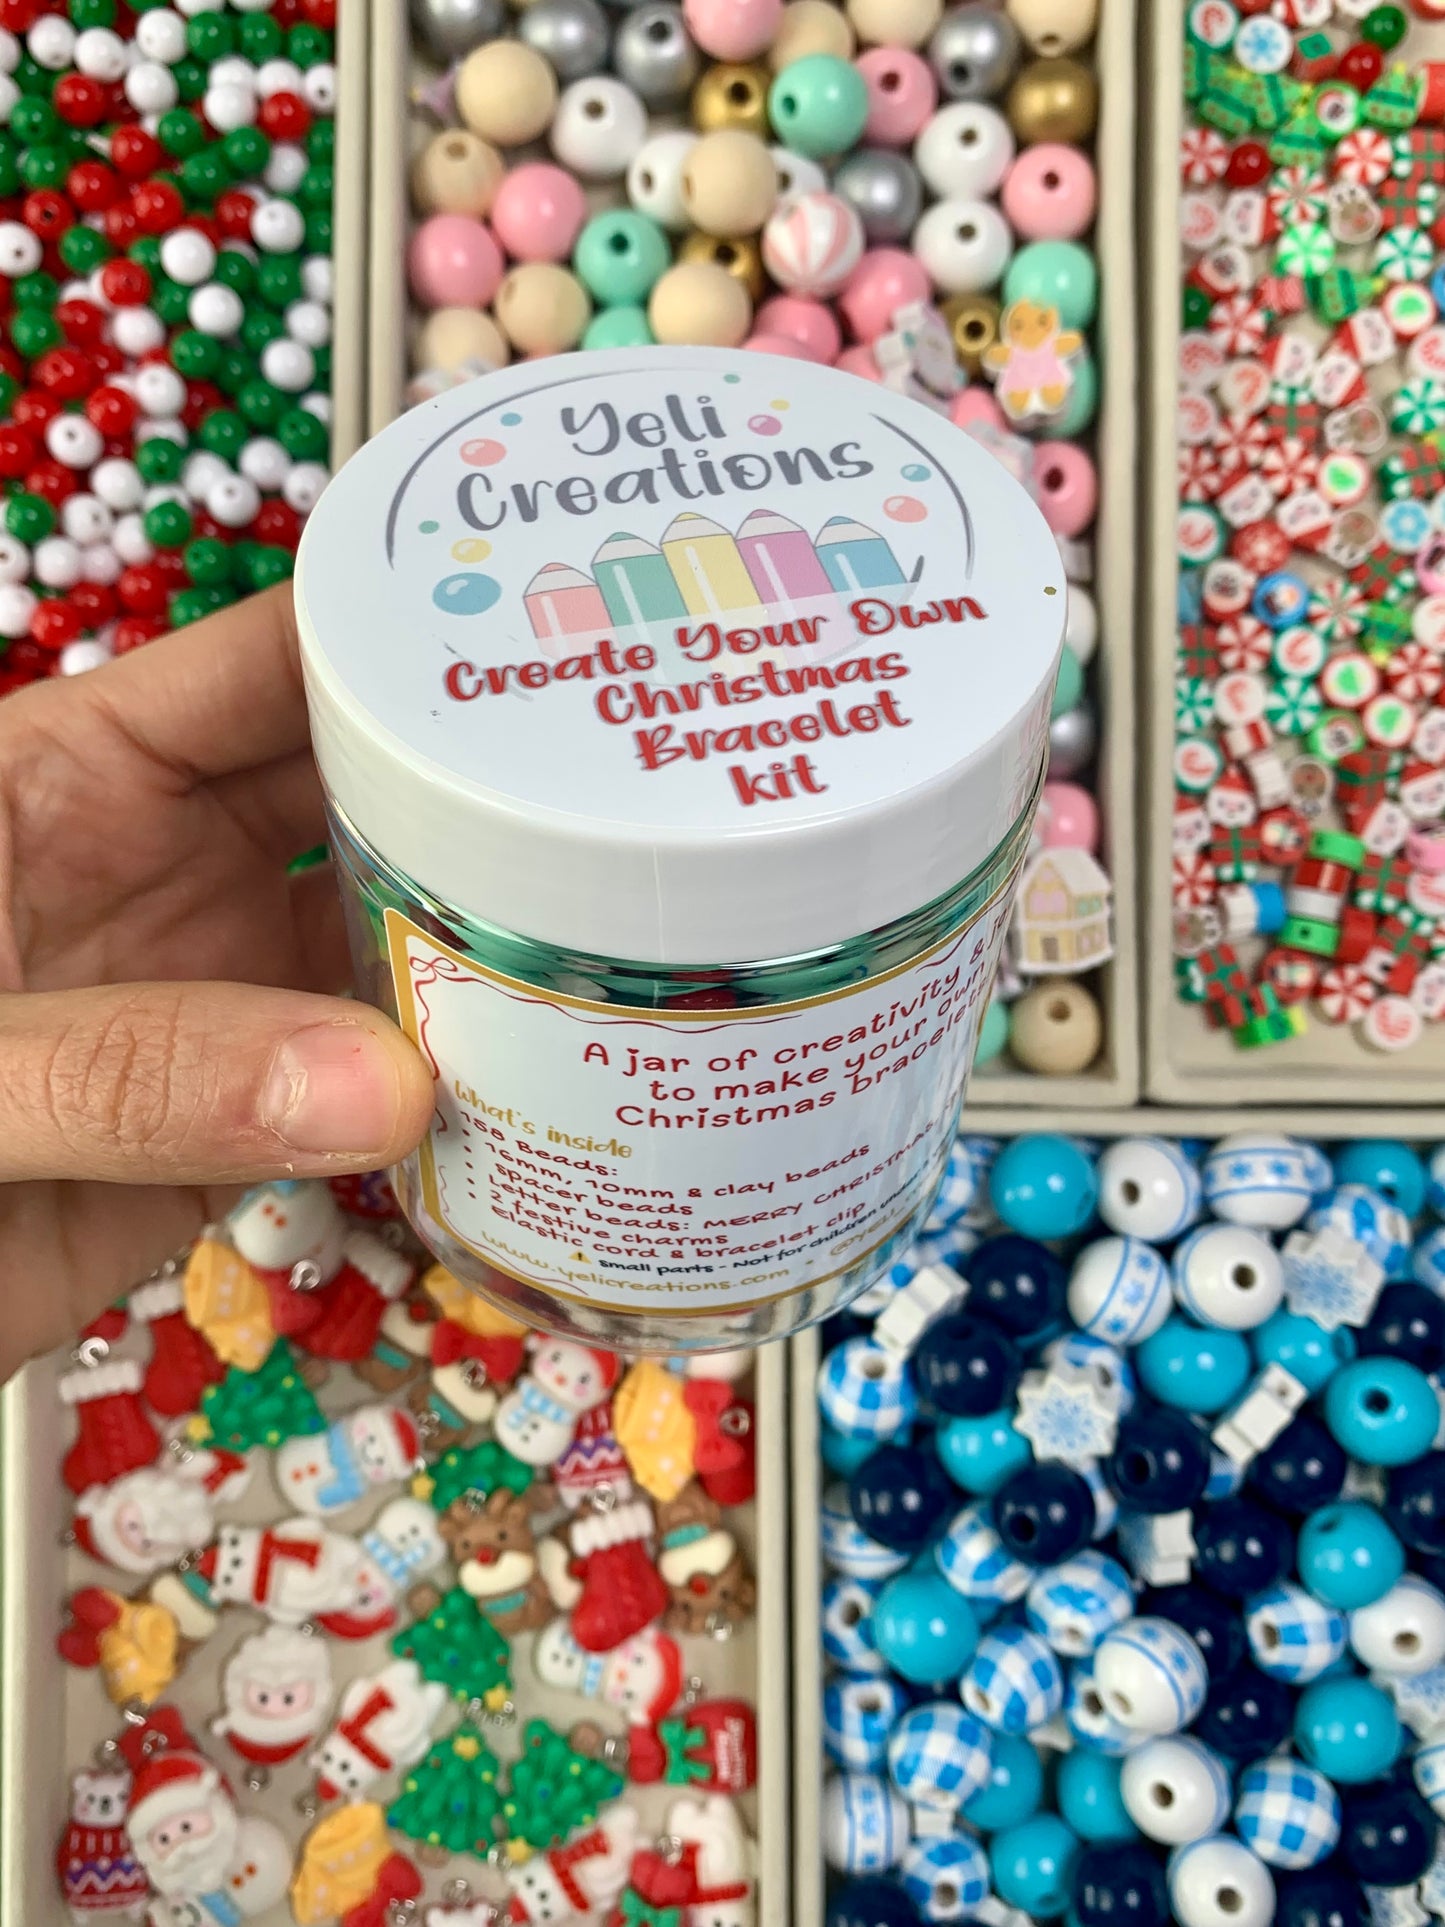 Yeli
Creations
Create Your Own
Christmas
Bracelet
kit
A jar of creativity &
to make your own
Christmas bracelet
What's inside
158 Beads:
• 16mm, 10mm & clay beads
• spacer beads
• Letter beads: MERRY CHRISTMAS
• 2 festive charms
Elastic cord & bracelet clip
⚠ small parts - Not for children under
www.yelicreations.com •